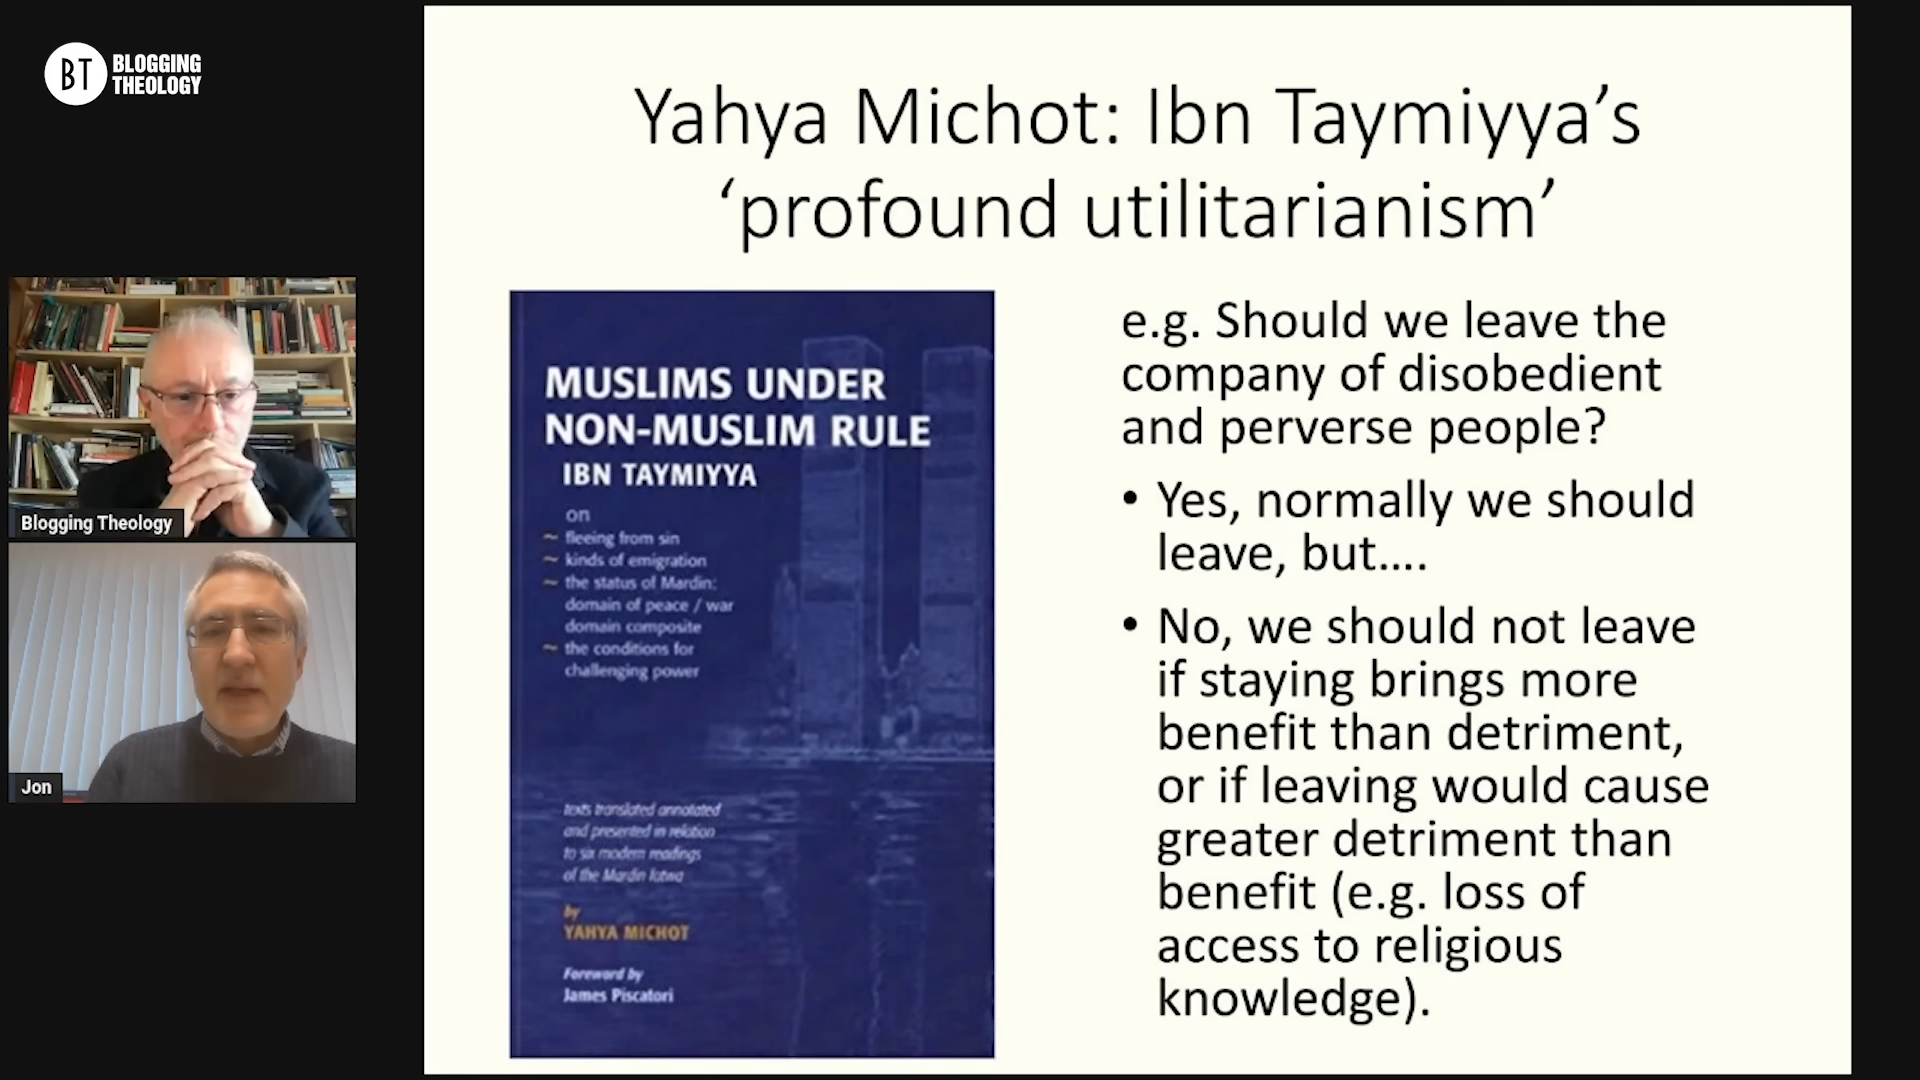 BT BLOGGING
THEOLOGY
Yahya Michot: Ibn Taymiyya’s
‘profound utilitarianism’
MUSLIMS UNDER
NON-MUSLIM RULE
IBN TAYMIYYA
on
~ fleeing from sin
~ kinds of emigration
~ the status of Mardin:
domain of peace / war
domain composite
~ the conditions for
challenging power
texts translated annotated
and presented in relation
to six modern readings
of the Mardin fatwa
by
YAHYA MICHOT
Foreword by
James Piscatori
e.g. Should we leave the
company of disobedient
and perverse people?
• Yes, normally we should
leave, but....
• No, we should not leave
if staying brings more
benefit than detriment,
or if leaving would cause
greater detriment than
benefit (e.g. loss of
access to religious
knowledge).
Blogging Theology
Jon